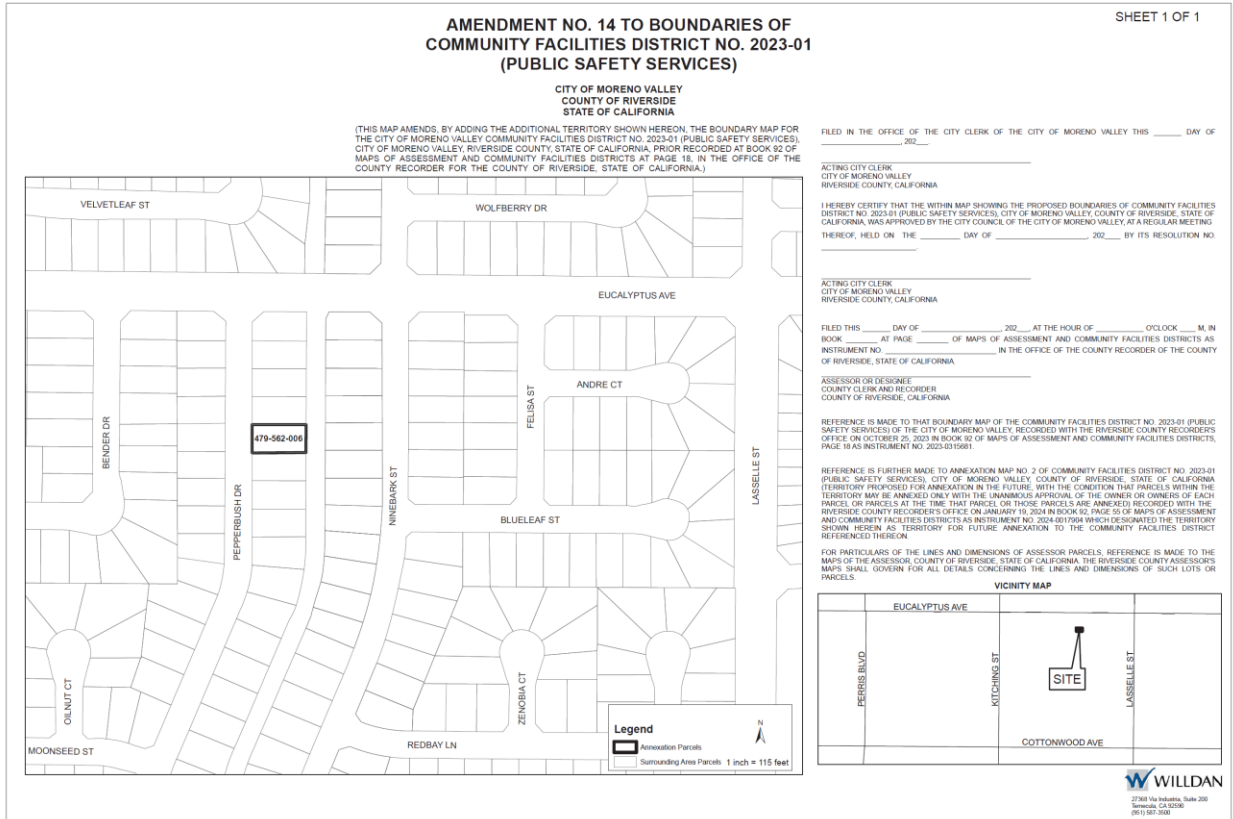 SHEET 1 OF 1
AMENDMENT NO. 14 TO BOUNDARIES OF
COMMUNITY FACILITIES DISTRICT NO. 2023-01
(PUBLIC SAFETY SERVICES)
CITY OF MORENO VALLEY
COUNTY OF RIVERSIDE
STATE OF CALIFORNIA
(THIS MAP AMENDS, BY ADDING THE ADDITIONAL TERRITORY SHOWN HEREON, THE BOUNDARY MAP FOR
THE CITY OF MORENO VALLEY COMMUNITY FACILITIES DISTRICT NO. 2023-01 (PUBLIC SAFETY SERVICES),
CITY OF MORENO VALLEY, RIVERSIDE COUNTY, STATE OF CALIFORNIA, PRIOR RECORDED AT BOOK 92 OF
MAPS OF ASSESSMENT AND COMMUNITY FACILITIES DISTRICTS AT PAGE 18, IN THE OFFICE OF THE
COUNTY RECORDER FOR THE COUNTY OF RIVERSIDE, STATE OF CALIFORNIA.)
VELVETLEAF ST
WOLFBERRY DR
EUCALYPTUS AVE
ANDRE CT
FELISA ST
BENDER DR
479-562-006
LASSELLE ST
NINEBARK ST
PEPPERBUSH DR
BLUELEAF ST
OILNUT CT
ZENOBIA CT
MOONSEED ST
REDBAY LN
Legend
Annexation Parcels
Surrounding Area Parcels
N
1 inch = 115 feet
FILED IN THE OFFICE OF THE CITY CLERK OF THE CITY OF MORENO VALLEY THIS ______ DAY OF
__________________, 202___.
ACTING CITY CLERK
CITY OF MORENO VALLEY
RIVERSIDE COUNTY, CALIFORNIA
I HEREBY CERTIFY THAT THE WITHIN MAP SHOWING THE PROPOSED BOUNDARIES OF COMMUNITY FACILITIES
DISTRICT NO. 2023-01 (PUBLIC SAFETY SERVICES), CITY OF MORENO VALLEY, COUNTY OF RIVERSIDE, STATE OF
CALIFORNIA, WAS APPROVED BY THE CITY COUNCIL OF THE CITY OF MORENO VALLEY, AT A REGULAR MEETING
THEREOF, HELD ON THE _________ DAY OF _____________________, 202____ BY ITS RESOLUTION NO.
______________________.
ACTING CITY CLERK
CITY OF MORENO VALLEY
RIVERSIDE COUNTY, CALIFORNIA
FILED THIS ______ DAY OF __________________, 202___, AT THE HOUR OF ___________ O'CLOCK ____ M, IN
BOOK _______ AT PAGE _______ OF MAPS OF ASSESSMENT AND COMMUNITY FACILITIES DISTRICTS AS
INSTRUMENT NO. _________________________ IN THE OFFICE OF THE COUNTY RECORDER OF THE COUNTY
OF RIVERSIDE, STATE OF CALIFORNIA.
ASSESSOR OR DESIGNEE
COUNTY CLERK AND RECORDER
COUNTY OF RIVERSIDE, CALIFORNIA
REFERENCE IS MADE TO THAT BOUNDARY MAP OF THE COMMUNITY FACILITIES DISTRICT NO. 2023-01 (PUBLIC
SAFETY SERVICES) OF THE CITY OF MORENO VALLEY, RECORDED WITH THE RIVERSIDE COUNTY RECORDER'S
OFFICE ON OCTOBER 25, 2023 IN BOOK 92 OF MAPS OF ASSESSMENT AND COMMUNITY FACILITIES DISTRICTS,
PAGE 18 AS INSTRUMENT NO. 2023-0315681.
REFERENCE IS FURTHER MADE TO ANNEXATION MAP NO. 2 OF COMMUNITY FACILITIES DISTRICT NO. 2023-01
(PUBLIC SAFETY SERVICES), CITY OF MORENO VALLEY, COUNTY OF RIVERSIDE, STATE OF CALIFORNIA
(TERRITORY PROPOSED FOR ANNEXATION IN THE FUTURE, WITH THE CONDITION THAT PARCELS WITHIN THE
TERRITORY MAY BE ANNEXED ONLY WITH THE UNANIMOUS APPROVAL OF THE OWNER OR OWNERS OF EACH
PARCEL OR PARCELS AT THE TIME THAT PARCEL OR THOSE PARCELS ARE ANNEXED) RECORDED WITH THE
RIVERSIDE COUNTY RECORDER'S OFFICE ON JANUARY 19, 2024 IN BOOK 92, PAGE 55 OF MAPS OF ASSESSMENT
AND COMMUNITY FACILITIES DISTRICTS AS INSTRUMENT NO. 2024-0017904 WHICH DESIGNATED THE TERRITORY
SHOWN HEREIN AS TERRITORY FOR FUTURE ANNEXATION TO THE COMMUNITY FACILITIES DISTRICT
REFERENCED THEREON.
FOR PARTICULARS OF THE LINES AND DIMENSIONS OF ASSESSOR PARCELS, REFERENCE IS MADE TO THE
MAPS OF THE ASSESSOR, COUNTY OF RIVERSIDE, STATE OF CALIFORNIA. THE RIVERSIDE COUNTY ASSESSOR'S
MAPS SHALL GOVERN FOR ALL DETAILS CONCERNING THE LINES AND DIMENSIONS OF SUCH LOTS OR
PARCELS.
VICINITY MAP
EUCALYPTUS AVE
PERRIS BLVD
KITCHING ST
SITE
LASSELLE ST
COTTONWOOD AVE
WILLDAN
27368 Via Industria, Suite 200
Temecula, CA 92590
(951) 587-3500